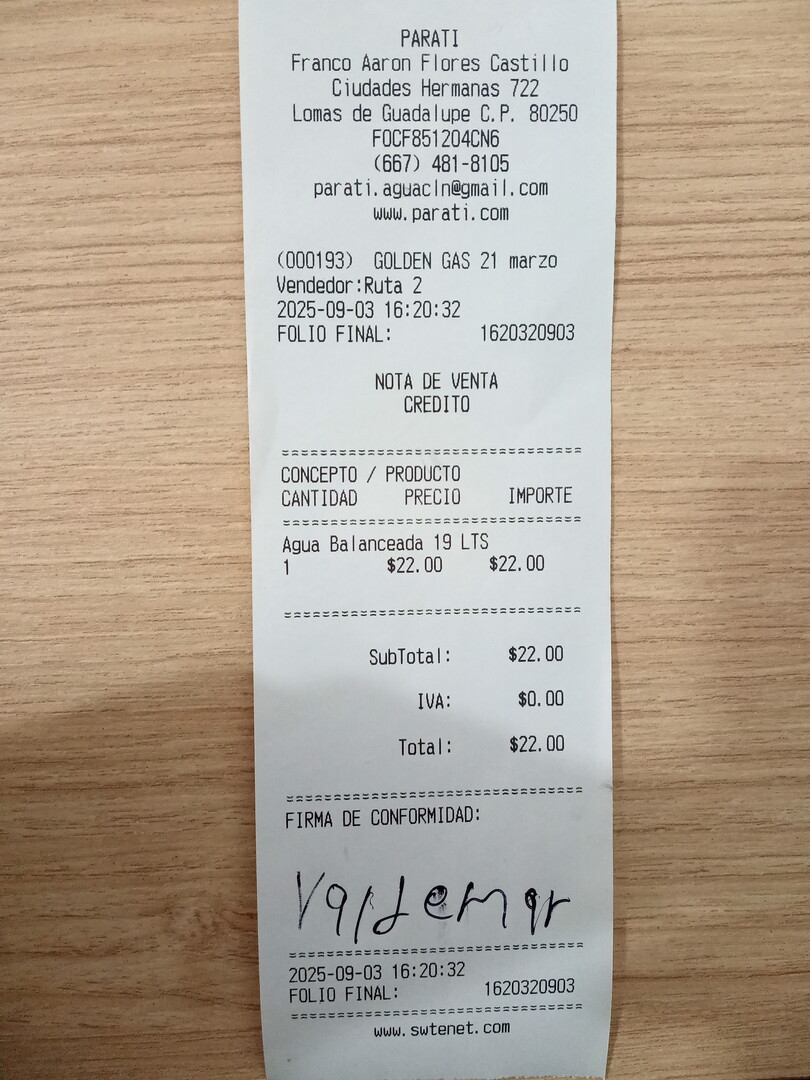 PARATI
Franco Aaron Flores Castillo
Ciudades Hermanas 722
Lomas de Guadalupe C.P. 80250
FOCF851204CN6
(667) 481-8105
parati.aguacln@gmail.com
www.parati.com
(000193) GOLDEN GAS 21 marzo
Vendedor:Ruta 2
2025-09-03 16:20:32
FOLIO FINAL: 1620320903
NOTA DE VENTA
CREDITO
CONCEPTO / PRODUCTO
CANTIDAD PRECIO IMPORTE
Agua Balanceada 19 LTS
1 $22.00 $22.00
SubTotal: $22.00
IVA: $0.00
Total: $22.00
FIRMA DE CONFORMIDAD:
Valdemar
2025-09-03 16:20:32
FOLIO FINAL: 1620320903
www.swtenet.com